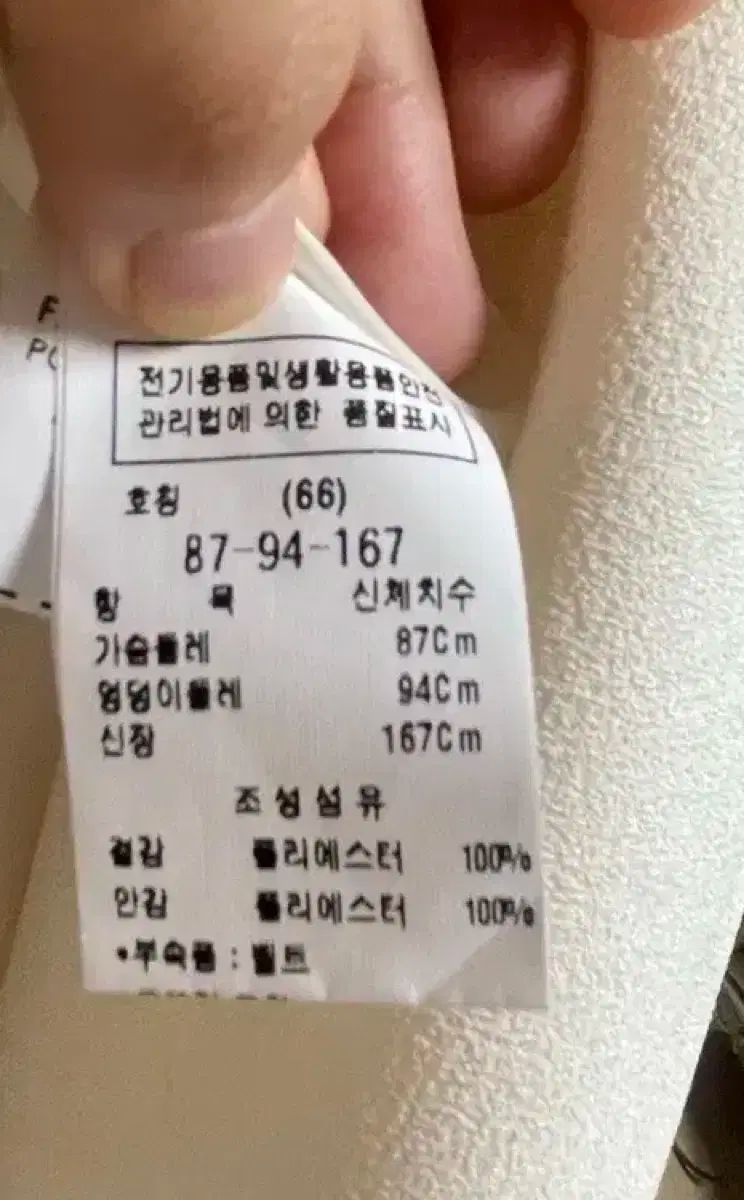 F
PO
전기용품및생활용품안전
관리법에 의한 품질표시
호칭 (66)
87-94-167
항 목 신체치수
가슴둘레 87Cm
엉덩이둘레 94Cm
신장 167Cm
조성섬유
겉감 폴리에스터 100%
안감 폴리에스터 100%
•부속품 : 벨트